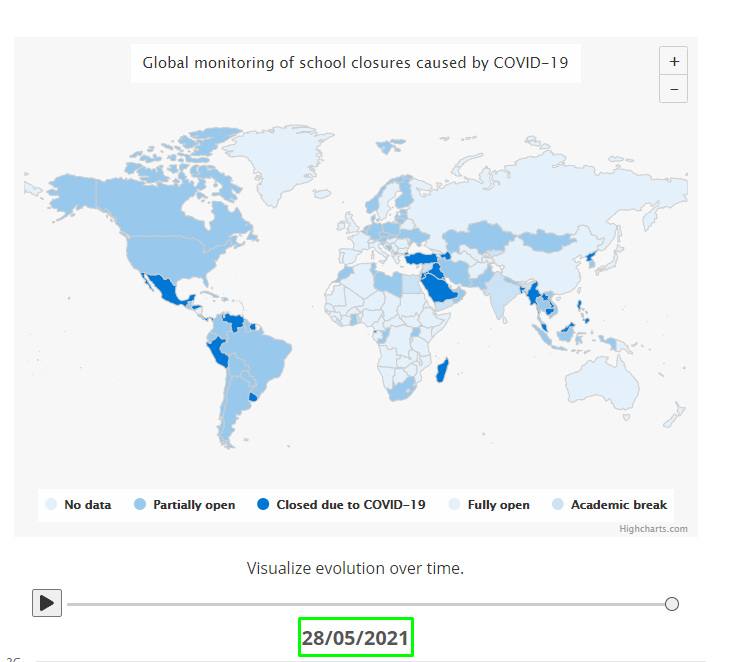 Global monitoring of school closures caused by COVID-19
+
−
No data Partially open Closed due to COVID-19 Fully open Academic break
Highcharts.com
Visualize evolution over time.
28/05/2021